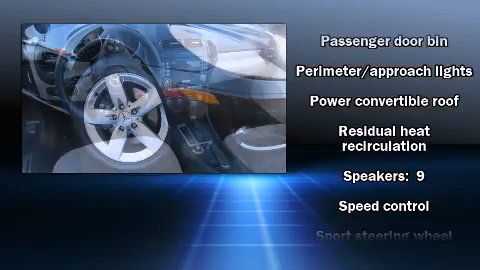 Passenger door bin
Perimeter/approach lights
Power convertible roof
Residual heat
recirculation
Speakers: 9
Speed control
Sport steering wheel